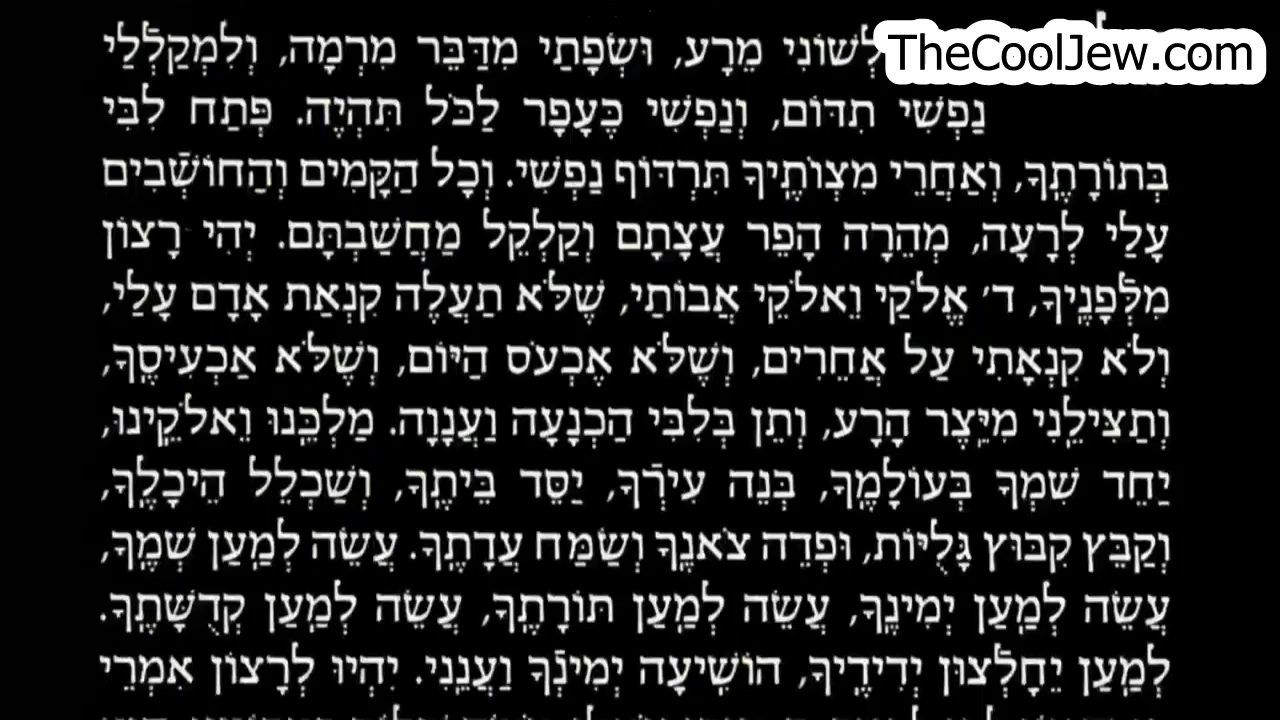 TheCoolJew.com
לְשׁוֹנִי מֵרָע, וּשְׂפָתַי מִדַּבֵּר מִרְמָה, וְלִמְקַלְלַי
נַפְשִׁי תִדּוֹם, וְנַפְשִׁי כֶּעָפָר לַכֹּל תִּהְיֶה. פְּתַח לִבִּי
בְּתוֹרָתֶֽךָ, וְאַחֲרֵי מִצְוֹתֶֽיךָ תִּרְדּוֹף נַפְשִׁי. וְכָל הַקָּמִים וְהַחוֹשְׁבִים
עָלַי לְרָעָה, מְהֵרָה הָפֵר עֲצָתָם וְקַלְקֵל מַחֲשַׁבְתָּם. יְהִי רָצוֹן
מִלְּפָנֶֽיךָ, ד׳ אֱלֹקַי וֵאלֹקֵי אֲבוֹתַי, שֶׁלֹּא תַעֲלֶה קִנְאַת אָדָם עָלַי,
וְלֹא קִנְאָתִי עַל אֲחֵרִים, וְשֶׁלֹּא אֶכְעֹס הַיּוֹם, וְשֶׁלֹּא אַכְעִיסֶֽךָ,
וְתַצִּילֵֽנִי מִיֵּצֶר הָרָע, וְתֵן בְּלִבִּי הַכְנָעָה וַעֲנָוָה. מַלְכֵּֽנוּ וֵאלֹקֵֽינוּ,
יַחֵד שִׁמְךָ בְּעוֹלָמֶֽךָ, בְּנֵה עִירְךָ, יַסֵּד בֵּיתֶֽךָ, וְשַׁכְלֵל הֵיכָלֶֽךָ,
וְקַבֵּץ קִבּוּץ גָּלֻיּוֹת, וּפְדֵה צֹאנֶֽךָ וְשַׂמַּח עֲדָתֶֽךָ. עֲשֵׂה לְמַֽעַן שְׁמֶֽךָ,
עֲשֵׂה לְמַֽעַן יְמִינֶֽךָ, עֲשֵׂה לְמַֽעַן תּוֹרָתֶֽךָ, עֲשֵׂה לְמַֽעַן קְדֻשָּׁתֶֽךָ.
לְמַֽעַן יֵחָלְצוּן יְדִידֶֽיךָ, הוֹשִֽׁיעָה יְמִינְךָ וַעֲנֵֽנִי. יִהְיוּ לְרָצוֹן אִמְרֵי